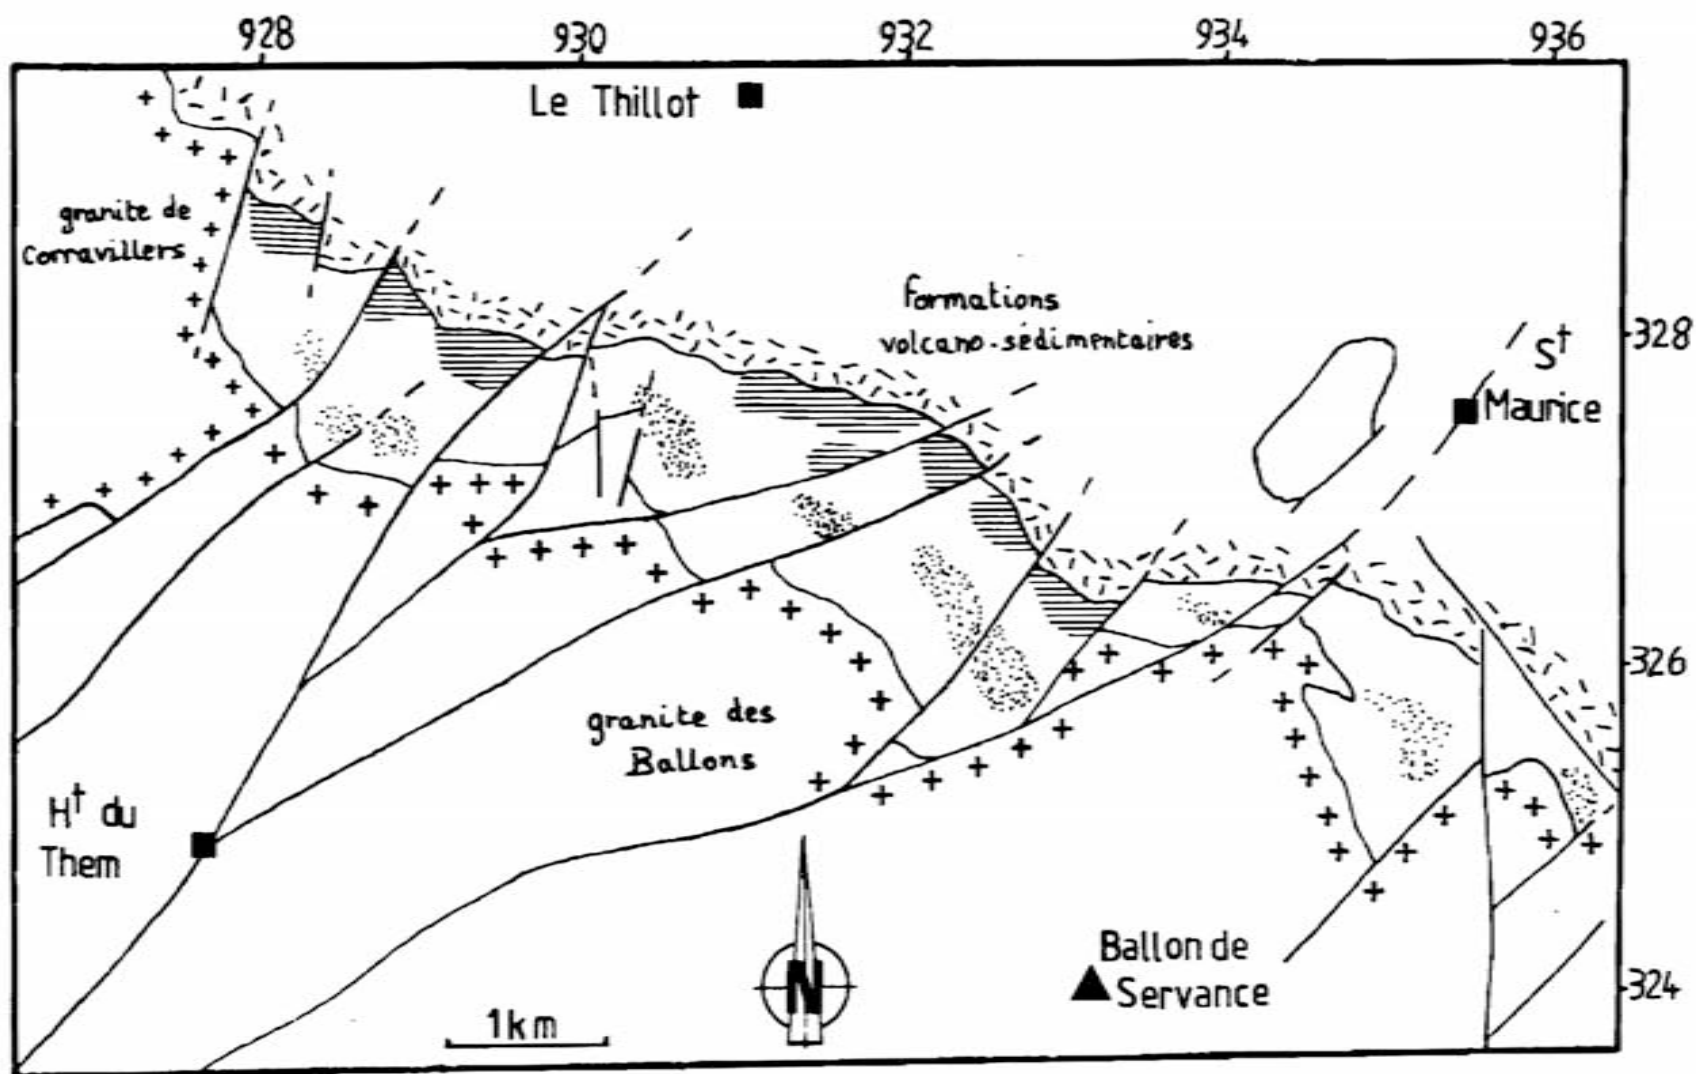 928 930 932 934 936
Le Thillot
granite de
Corravillers
formations
volcano-sédimentaires
328
St
Maurice
326
granite des
Ballons
Ht du
Them
N
1km
Ballon de
Servance
324